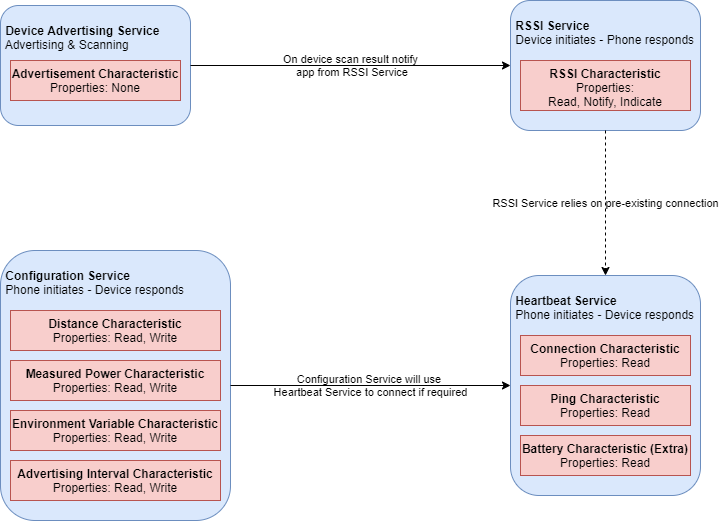 Device Advertising Service
Advertising & Scanning
Advertisement Characteristic
Properties: None
On device scan result notify
app from RSSI Service
RSSI Service
Device initiates - Phone responds
RSSI Characteristic
Properties:
Read, Notify, Indicate
RSSI Service relies on pre-existing connection
Configuration Service
Phone initiates - Device responds
Distance Characteristic
Properties: Read, Write
Measured Power Characteristic
Properties: Read, Write
Environment Variable Characteristic
Properties: Read, Write
Advertising Interval Characteristic
Properties: Read, Write
Configuration Service will use
Heartbeat Service to connect if required
Heartbeat Service
Phone initiates - Device responds
Connection Characteristic
Properties: Read
Ping Characteristic
Properties: Read
Battery Characteristic (Extra)
Properties: Read